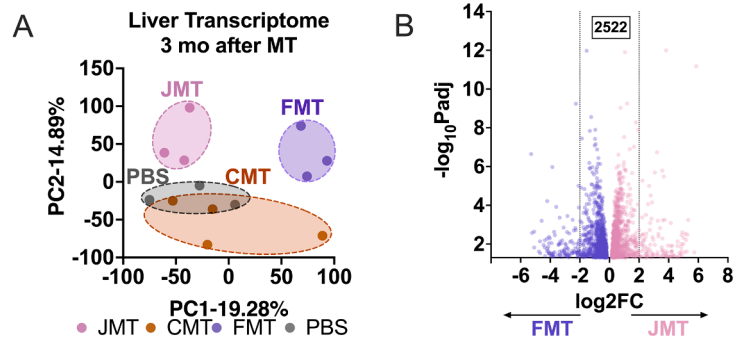 A
Liver Transcriptome
3 mo after MT
PC2-14.89%
150
100
50
0
-50
-100
JMT
FMT
PBS
CMT
-100
-50
0
50
100
PC1-19.28%
JMT
CMT
FMT
PBS
B
2522
-log10Padj
14
12
10
8
6
4
2
-6
-4
-2
0
2
4
6
8
log2FC
FMT
JMT